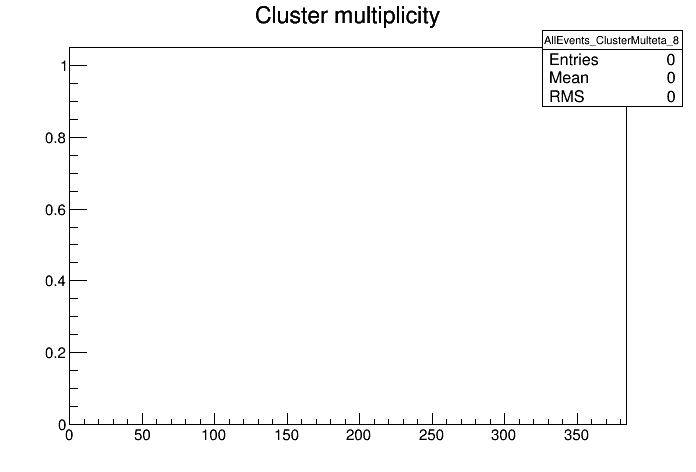 Cluster multiplicity
AllEvents_ClusterMulteta_8
Entries 0
Mean 0
RMS 0
1
0.8
0.6
0.4
0.2
0
0 50 100 150 200 250 300 350